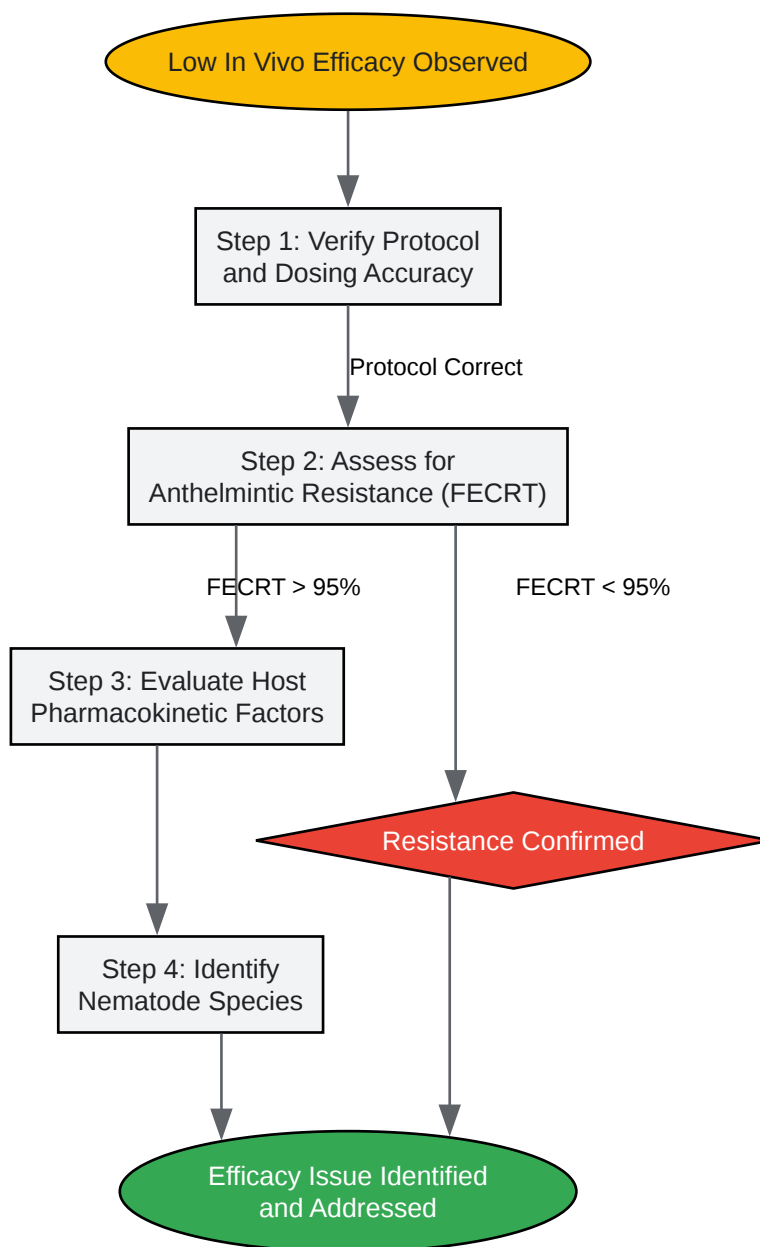 Low In Vivo Efficacy Observed
Step 1: Verify Protocol
and Dosing Accuracy
Protocol Correct
Step 2: Assess for
Anthelmintic Resistance (FECRT)
FECRT > 95%
FECRT < 95%
Step 3: Evaluate Host
Pharmacokinetic Factors
Resistance Confirmed
Step 4: Identify
Nematode Species
Efficacy Issue Identified
and Addressed